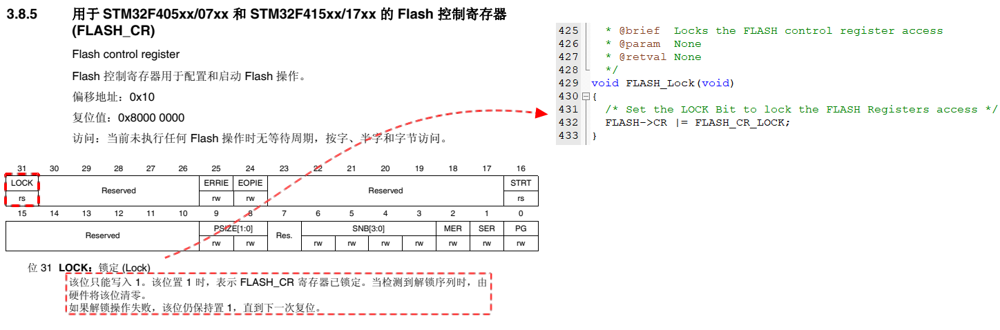 3.8.5 用于 STM32F405xx/07xx 和 STM32F415xx/17xx 的 Flash 控制寄存器
(FLASH_CR)
Flash control register
Flash 控制寄存器用于配置和启动 Flash 操作。
偏移地址：0x10
复位值：0x8000 0000
访问：当前未执行任何 Flash 操作时无等待周期，按字、半字和字节访问。
31 30 29 28 27 26 25 24 23 22 21 20 19 18 17 16
LOCK Reserved ERRIE EOPIE Reserved STRT
rs rw rw rs
15 14 13 12 11 10 9 8 7 6 5 4 3 2 1 0
Reserved PSIZE[1:0] Res. SNB[3:0] MER SER PG
rw rw rw rw rw rw rw rw rw
位 31 LOCK：锁定 (Lock)
该位只能写入 1。该位置 1 时，表示 FLASH_CR 寄存器已锁定。当检测到解锁序列时，由
硬件将该位清零。
如果解锁操作失败，该位仍保持置 1，直到下一次复位。
425 * @brief Locks the FLASH control register access
426 * @param None
427 * @retval None
428 */
429 void FLASH_Lock(void)
430 {
431 /* Set the LOCK Bit to lock the FLASH Registers access */
432 FLASH->CR |= FLASH_CR_LOCK;
433 }